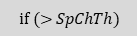 if (> SpChTh)